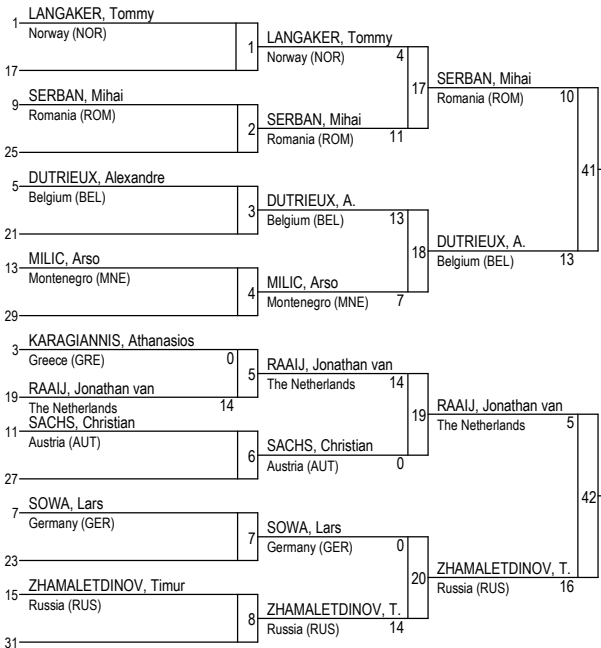 1 LANGAKER, Tommy
Norway (NOR)
1
17
LANGAKER, Tommy
Norway (NOR) 4
17
9 SERBAN, Mihai
Romania (ROM)
2
25
SERBAN, Mihai
Romania (ROM) 11
SERBAN, Mihai
Romania (ROM) 10
41
5 DUTRIEUX, Alexandre
Belgium (BEL)
3
21
DUTRIEUX, A.
Belgium (BEL) 13
18
13 MILIC, Arso
Montenegro (MNE)
4
29
MILIC, Arso
Montenegro (MNE) 7
DUTRIEUX, A.
Belgium (BEL) 13
3 KARAGIANNIS, Athanasios
Greece (GRE) 0
5
19 RAAIJ, Jonathan van
The Netherlands 14
RAAIJ, Jonathan van
The Netherlands 14
19
11 SACHS, Christian
Austria (AUT)
6
27
SACHS, Christian
Austria (AUT) 0
RAAIJ, Jonathan van
The Netherlands 5
42
7 SOWA, Lars
Germany (GER)
7
23
SOWA, Lars
Germany (GER) 0
20
15 ZHAMALETDINOV, Timur
Russia (RUS)
8
31
ZHAMALETDINOV, T.
Russia (RUS) 14
ZHAMALETDINOV, T.
Russia (RUS) 16